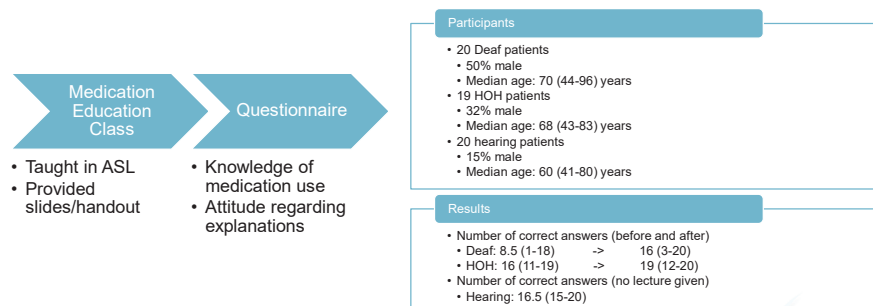 Medication
Education
Class
• Taught in ASL
• Provided
slides/handout
Questionnaire
• Knowledge of
medication use
• Attitude regarding
explanations
Participants
• 20 Deaf patients
• 50% male
• Median age: 70 (44-96) years
• 19 HOH patients
• 32% male
• Median age: 68 (43-83) years
• 20 hearing patients
• 15% male
• Median age: 60 (41-80) years
Results
• Number of correct answers (before and after)
• Deaf: 8.5 (1-18) -> 16 (3-20)
• HOH: 16 (11-19) -> 19 (12-20)
• Number of correct answers (no lecture given)
• Hearing: 16.5 (15-20)